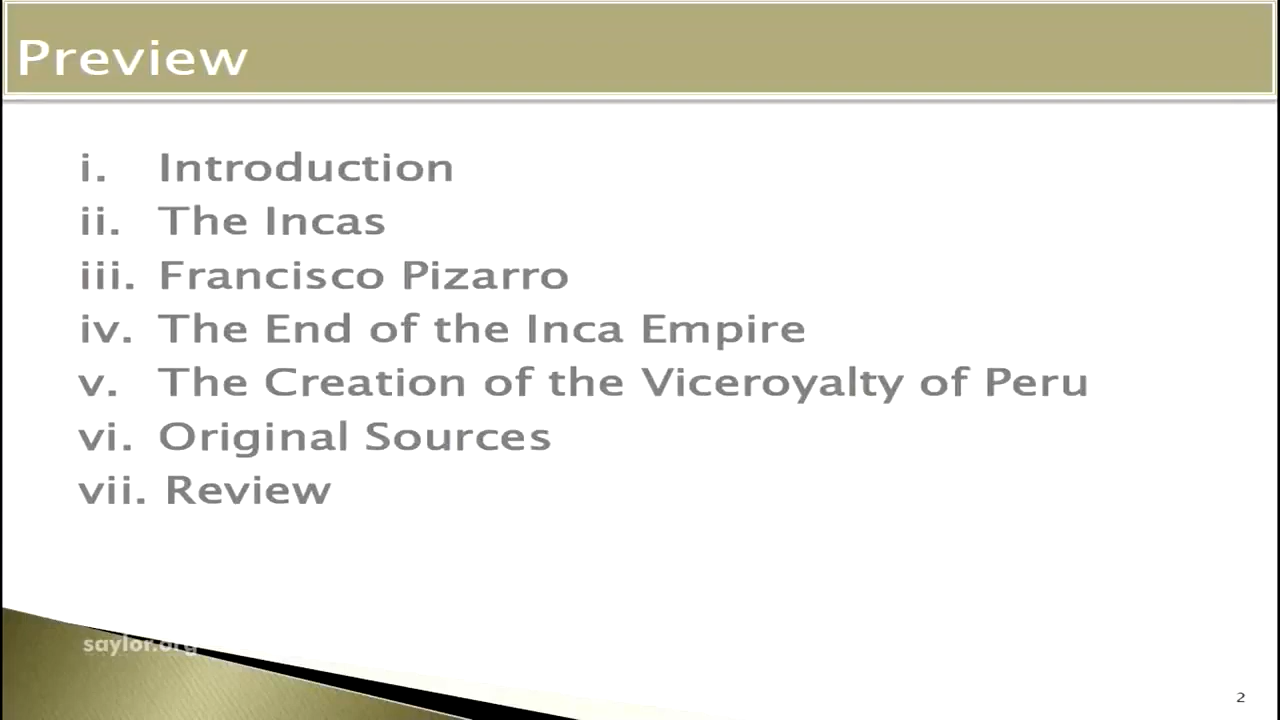 Preview
i. Introduction
ii. The Incas
iii. Francisco Pizarro
iv. The End of the Inca Empire
v. The Creation of the Viceroyalty of Peru
vi. Original Sources
vii. Review
saylor.org
2